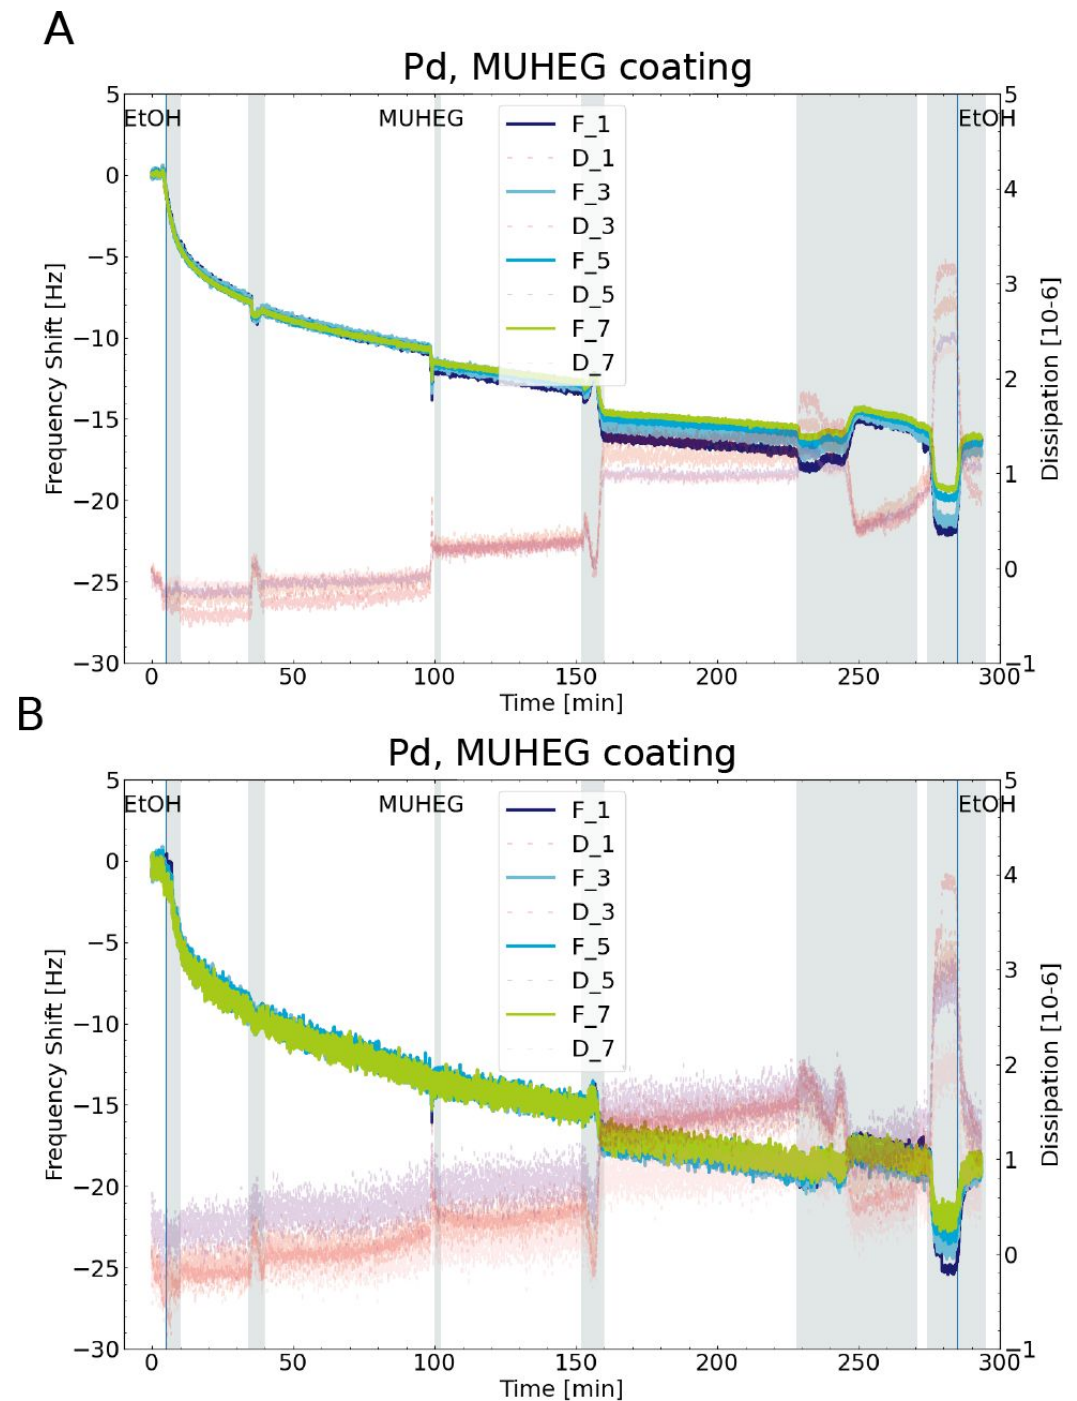 A
Pd, MUHEG coating
EtOH
MUHEG
EtOH
F_1
D_1
F_3
D_3
F_5
D_5
F_7
D_7
5
0
−5
−10
−15
−20
−25
−30
Frequency Shift [Hz]
5
4
3
2
1
0
−1
Dissipation [10-6]
0 50 100 150 200 250 300
Time [min]
B
Pd, MUHEG coating
EtOH
MUHEG
EtOH
F_1
D_1
F_3
D_3
F_5
D_5
F_7
D_7
5
0
−5
−10
−15
−20
−25
−30
Frequency Shift [Hz]
5
4
3
2
1
0
−1
Dissipation [10-6]
0 50 100 150 200 250 300
Time [min]